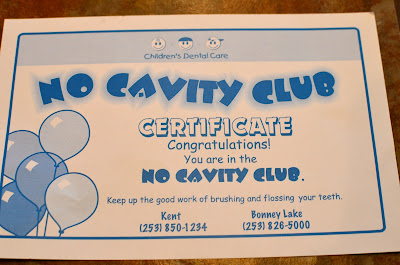 Children's Dental Care
NO CAVITY CLUB
CERTIFICATE
Congratulations!
You are in the
NO CAVITY CLUB.
Keep up the good work of brushing and flossing your teeth.
Kent Bonney Lake
(253) 850-1234 (253) 826-5000